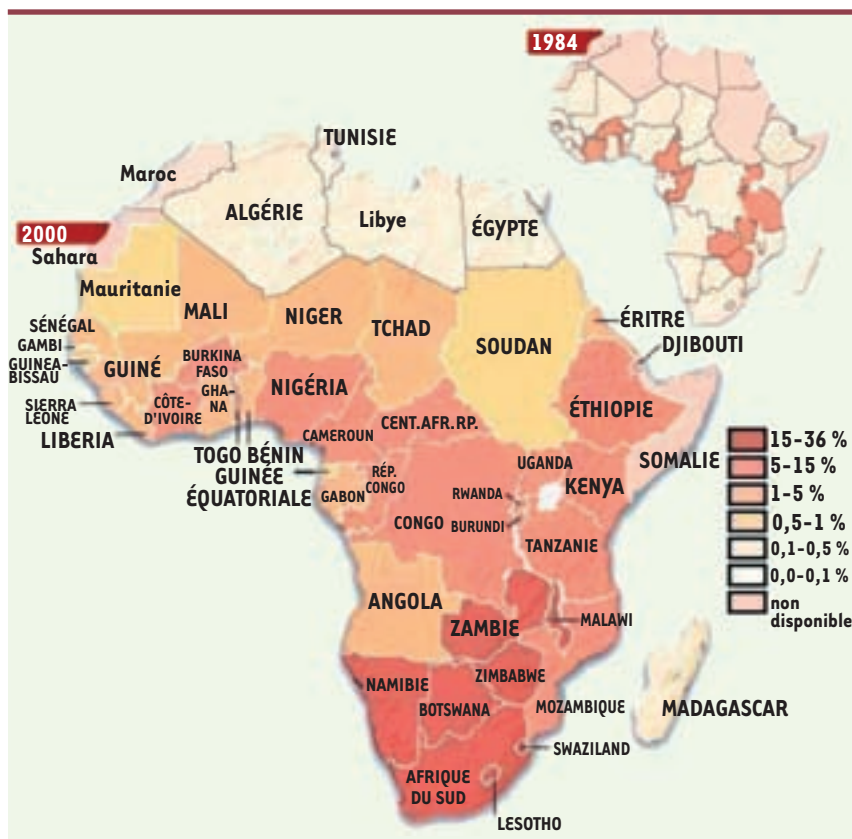 1984
TUNISIE
Maroc
ALGÉRIE
Libye
ÉGYPTE
2000
Sahara
Mauritanie
MALI
NIGER
TCHAD
SOUDAN
ÉRITRE
DJIBOUTI
SÉNÉGAL
GAMBI
GUINEA-
BISSAU
GUINÉ
BURKINA
FASO
GHA-
NA
NIGÉRIA
ÉTHIOPIE
SIERRA
LÉONE
CÔTE-
D'IVOIRE
LIBERIA
CAMEROUN
CENT.AFR.RP.
TOGO BÉNIN
GUINÉE
ÉQUATORIALE
GABON
RÉP.
CONGO
CONGO
UGANDA
KENYA
SOMALIE
RWANDA
BURUNDI
TANZANIE
ANGOLA
ZAMBIE
MALAWI
NAMIBIE
ZIMBABWE
BOTSWANA
MOZAMBIQUE
MADAGASCAR
SWAZILAND
AFRIQUE
DU SUD
LESOTHO
15-36 %
5-15 %
1-5 %
0,5-1 %
0,1-0,5 %
0,0-0,1 %
non
disponible